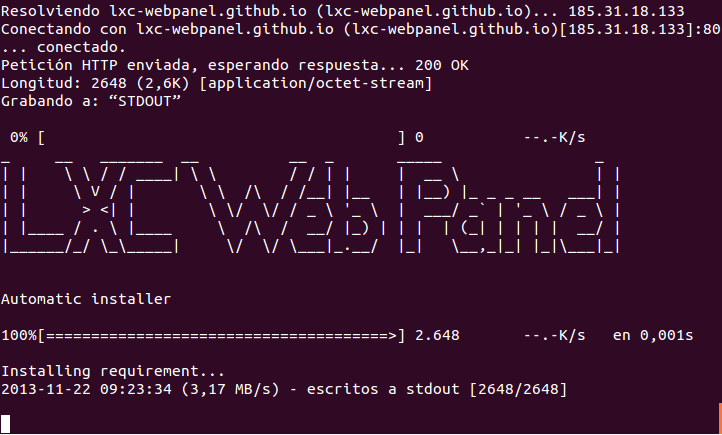 Resolviendo lxc-webpanel.github.io (lxc-webpanel.github.io)... 185.31.18.133
Conectando con lxc-webpanel.github.io (lxc-webpanel.github.io)[185.31.18.133]:80
... conectado.
Petición HTTP enviada, esperando respuesta... 200 OK
Longitud: 2648 (2,6K) [application/octet-stream]
Grabando a: “STDOUT”
0% [ ] 0 --.-K/s
LXC Web Panel
Automatic installer
100%[======================================>] 2.648 --.-K/s en 0,001s
Installing requirement...
2013-11-22 09:23:34 (3,17 MB/s) - escritos a stdout [2648/2648]